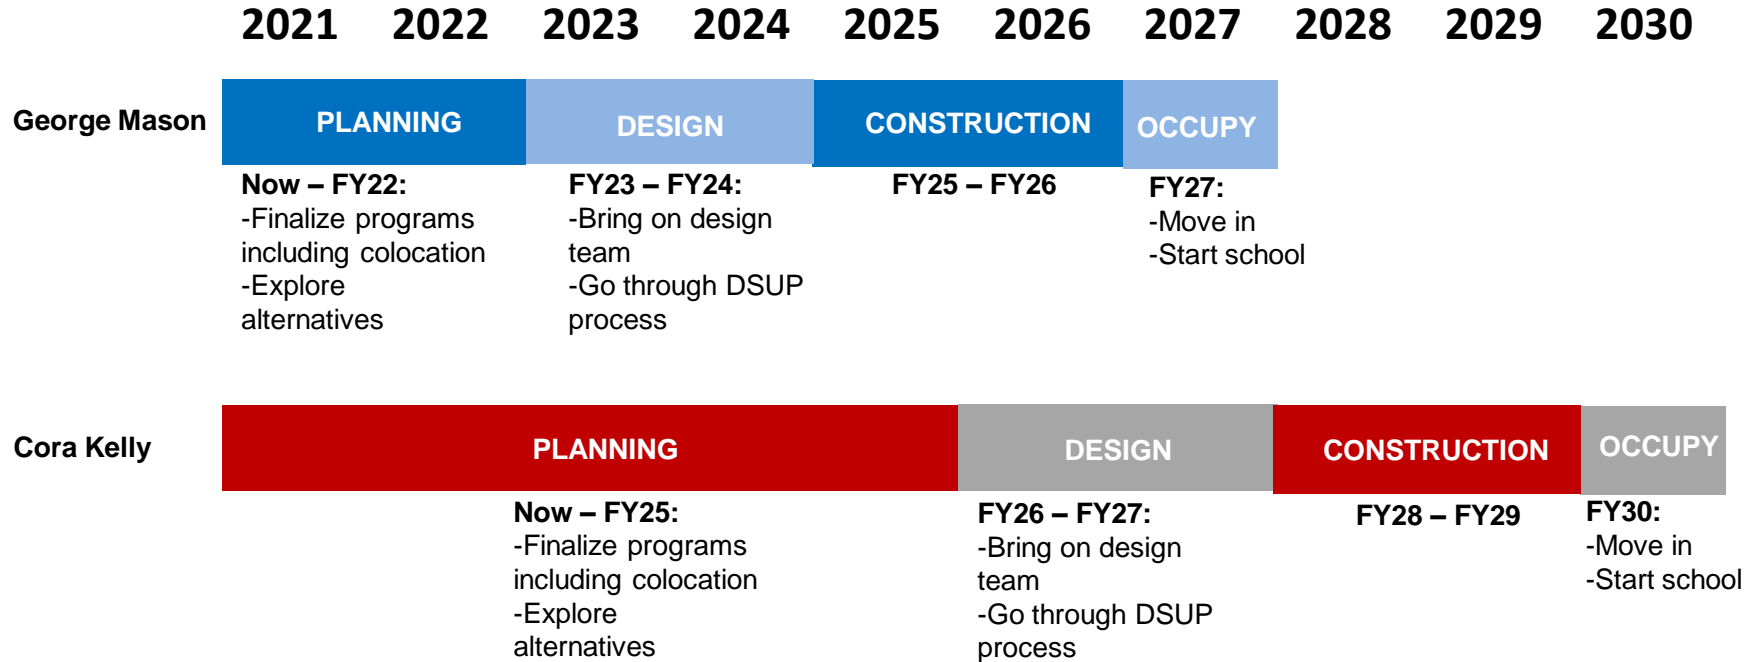 2021 2022 2023 2024 2025 2026 2027 2028 2029 2030
George Mason
PLANNING
DESIGN
CONSTRUCTION
OCCUPY
Now – FY22:
-Finalize programs
including colocation
-Explore
alternatives
FY23 – FY24:
-Bring on design
team
-Go through DSUP
process
FY25 – FY26
FY27:
-Move in
-Start school
Cora Kelly
PLANNING
DESIGN
CONSTRUCTION
OCCUPY
Now – FY25:
-Finalize programs
including colocation
-Explore
alternatives
FY26 – FY27:
-Bring on design
team
-Go through DSUP
process
FY28 – FY29
FY30:
-Move in
-Start school